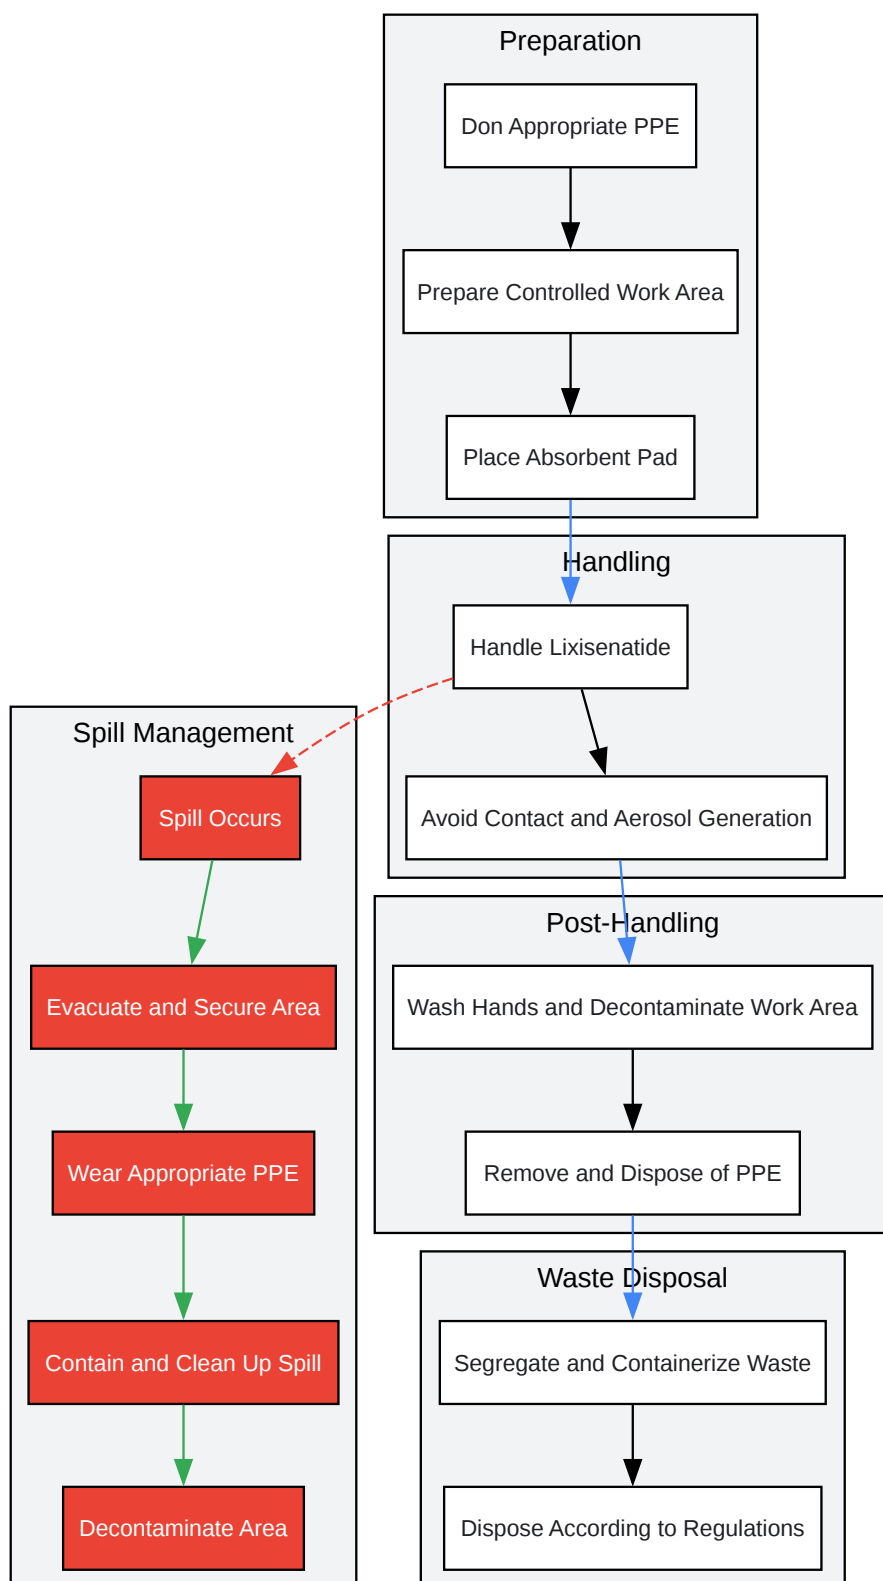 Preparation
Don Appropriate PPE
Prepare Controlled Work Area
Place Absorbent Pad
Handling
Handle Lixisenatide
Avoid Contact and Aerosol Generation
Spill Management
Spill Occurs
Evacuate and Secure Area
Wear Appropriate PPE
Contain and Clean Up Spill
Decontaminate Area
Post-Handling
Wash Hands and Decontaminate Work Area
Remove and Dispose of PPE
Waste Disposal
Segregate and Containerize Waste
Dispose According to Regulations